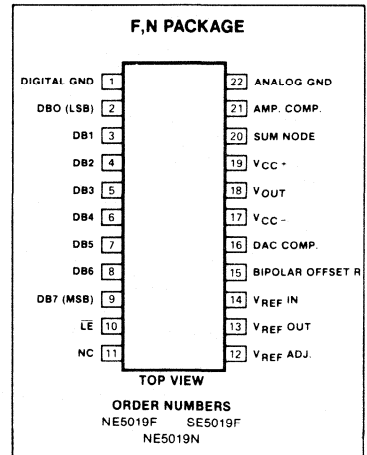 F,N PACKAGE
DIGITAL GND 1
DB0 (LSB) 2
DB1 3
DB2 4
DB3 5
DB4 6
DB5 7
DB6 8
DB7 (MSB) 9
LE 10
NC 11
22 ANALOG GND
21 AMP. COMP.
20 SUM NODE
19 VCC +
18 VOUT
17 VCC –
16 DAC COMP.
15 BIPOLAR OFFSET R
14 VREF IN
13 VREF OUT
12 VREF ADJ.
TOP VIEW
ORDER NUMBERS
NE5019F SE5019F
NE5019N